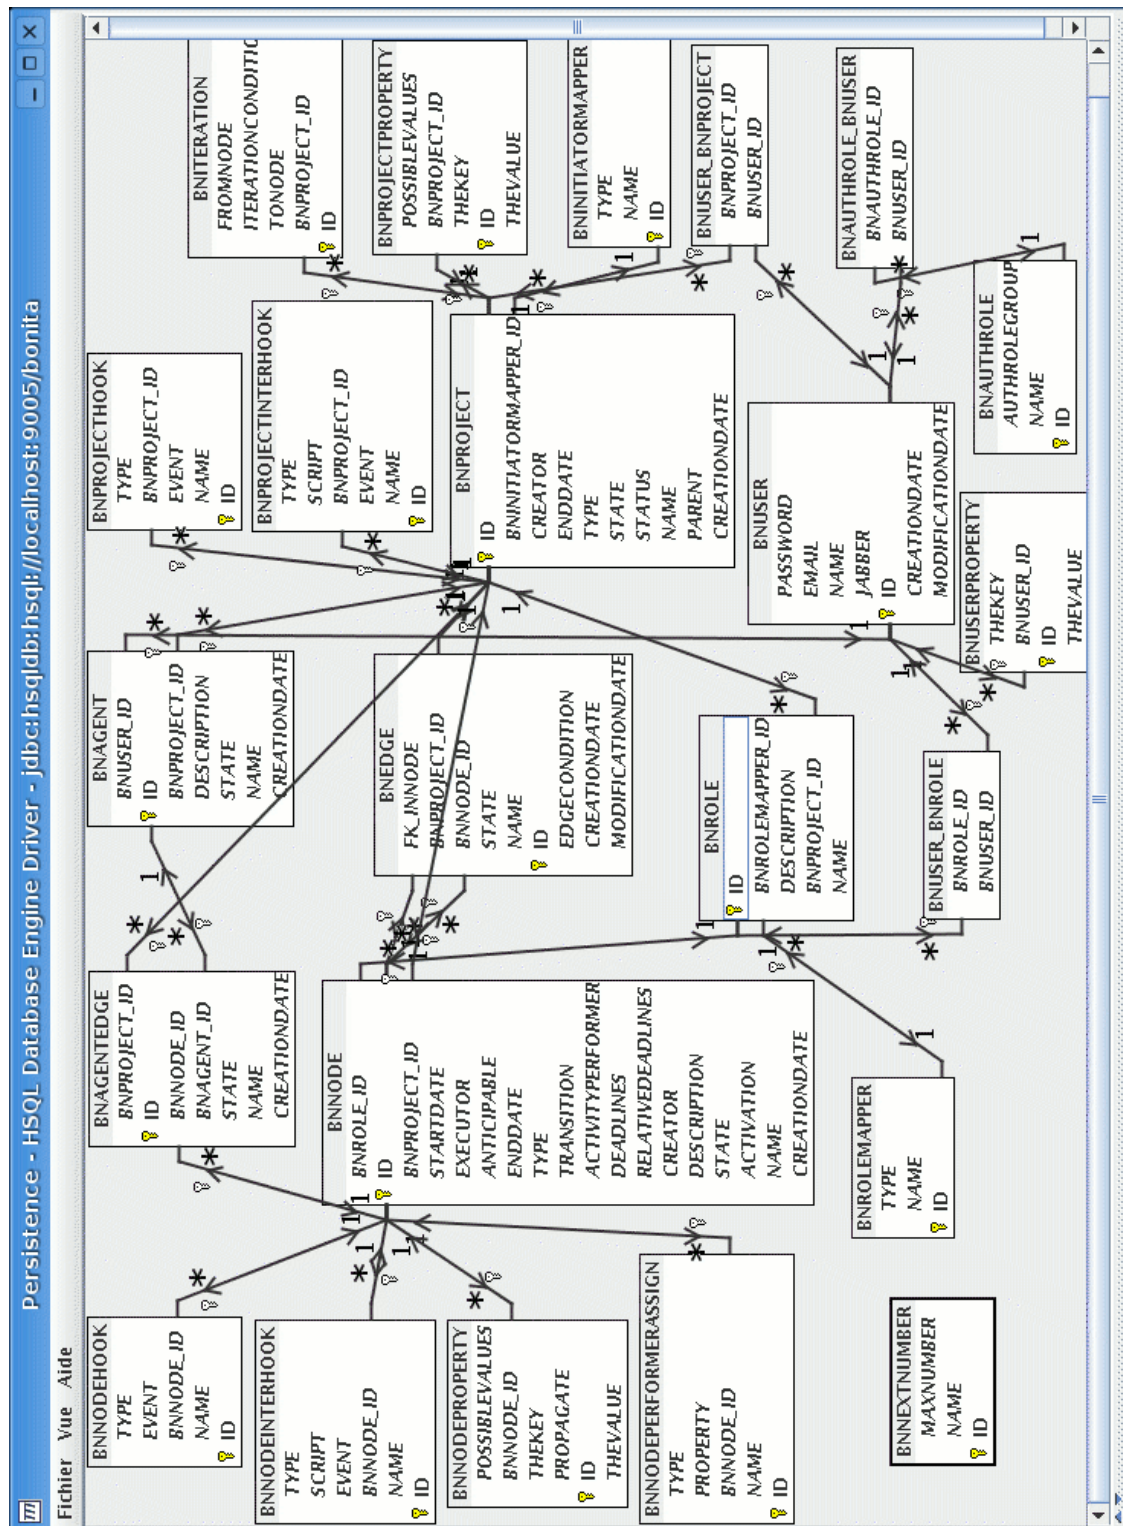 Persistence - HSQL Database Engine Driver - jdbc:hsqldb:hsql://localhost:9005/bonita
Fichier Vue Aide
BNNODEHOOK
TYPE
EVENT
BNNODE_ID
NAME
ID
BNAGENTEDGE
BNPROJECT_ID
ID
BNNODE_ID
BNAGENT_ID
STATE
NAME
CREATIONDATE
BNAGENT
BNUSER_ID
ID
BNPROJECT_ID
DESCRIPTION
STATE
NAME
CREATIONDATE
BNPROJECTHOOK
TYPE
BNPROJECT_ID
EVENT
NAME
ID
BNITERATION
FROMNODE
ITERATIONCONDITIO
TONODE
BNPROJECT_ID
ID
BNNODEINTERHOOK
TYPE
SCRIPT
EVENT
BNNODE_ID
NAME
ID
BNPROJECTINTERHOOK
TYPE
SCRIPT
BNPROJECT_ID
EVENT
NAME
ID
BNNODE
BNROLE_ID
ID
BNPROJECT_ID
STARTDATE
EXECUTOR
ANTICIPABLE
ENDDATE
TYPE
TRANSITION
ACTIVITYPERFORMER
DEADLINES
RELATIVEDEADLINES
CREATOR
DESCRIPTION
STATE
ACTIVATION
NAME
CREATIONDATE
BNEDGE
FK_INNODE
BNPROJECT_ID
BNNODE_ID
STATE
NAME
ID
EDGECONDITION
CREATIONDATE
MODIFICATIONDATE
BNPROJECTPROPERTY
POSSIBLEVALUES
BNPROJECT_ID
THEKEY
ID
THEVALUE
BNNODEPROPERTY
POSSIBLEVALUES
BNNODE_ID
THEKEY
PROPAGATE
ID
THEVALUE
BNPROJECT
ID
BNINITIATORMAPPER_ID
CREATOR
ENDDATE
TYPE
STATE
STATUS
NAME
PARENT
CREATIONDATE
BNINITIATORMAPPER
TYPE
NAME
ID
BNNODEPERFORMERASSIGN
TYPE
PROPERTY
BNNODE_ID
NAME
ID
BNROLE
ID
BNROLEMAPPER_ID
DESCRIPTION
BNPROJECT_ID
NAME
BNUSER_BNPROJECT
BNPROJECT_ID
BNUSER_ID
BNUSER
PASSWORD
EMAIL
NAME
JABBER
ID
CREATIONDATE
MODIFICATIONDATE
BNAUTHROLE_BNUSER
BNAUTHROLE_ID
BNUSER_ID
BNROLEMAPPER
TYPE
NAME
ID
BNNEXTNUMBER
MAXNUMBER
NAME
ID
BNUSER_BNROLE
BNROLE_ID
BNUSER_ID
BNUSERPROPERTY
THEKEY
BNUSER_ID
ID
THEVALUE
BNAUTHROLE
AUTHROLEGROUP
NAME
ID